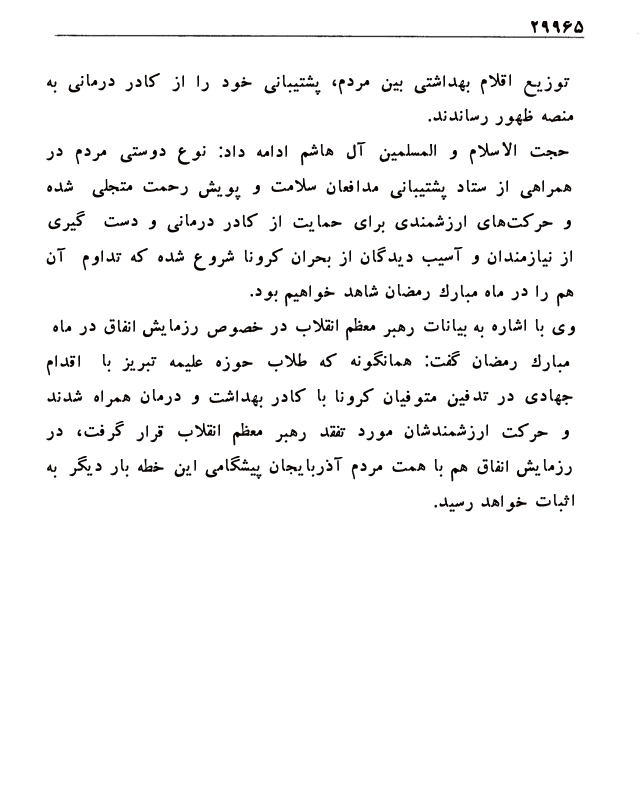 ۲۹۹۶۵
توزیع اقلام بهداشتی بین مردم، پشتیبانی خود را از کادر درمانی به
منصه ظهور رساندند.
حجت الاسلام و المسلمین آل هاشم ادامه داد: نوع دوستی مردم در
همراهی از ستاد پشتیبانی مدافعان سلامت و پویش رحمت متجلی شده
و حرکت‌های ارزشمندی برای حمایت از کادر درمانی و دست گیری
از نیازمندان و آسیب دیدگان از بحران کرونا شروع شده که تداوم آن
هم را در ماه مبارك رمضان شاهد خواهیم بود.
وی با اشاره به بیانات رهبر معظم انقلاب در خصوص رزمایش انفاق در ماه
مبارك رمضان گفت: همانگونه که طلاب حوزه علیمه تبریز با اقدام
جهادی در تدفین متوفیان کرونا با کادر بهداشت و درمان همراه شدند
و حرکت ارزشمندشان مورد تفقد رهبر معظم انقلاب قرار گرفت، در
رزمایش انفاق هم با همت مردم آذربایجان پیشگامی این خطه بار دیگر به
اثبات خواهد رسید.